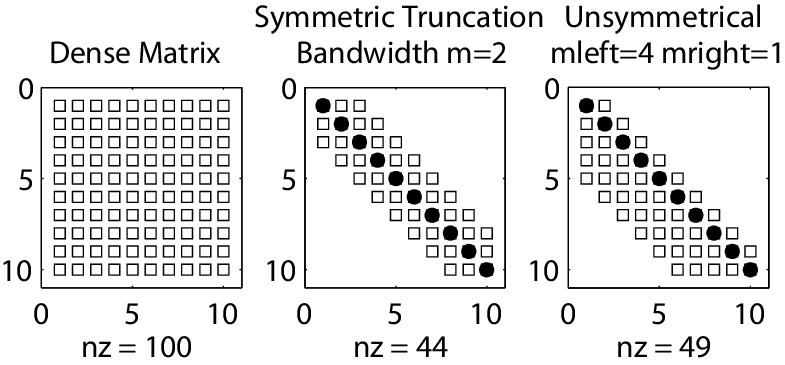 Dense Matrix
Symmetric Truncation
Bandwidth m=2
Unsymmetrical
mleft=4 mright=1
0
5
10
0
5
10
nz = 100
0
5
10
0
5
10
nz = 44
0
5
10
0
5
10
nz = 49